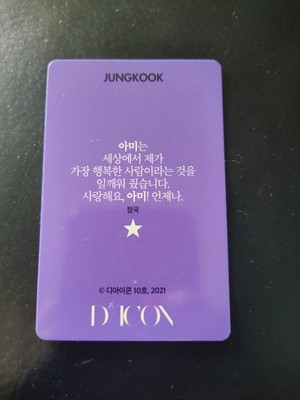 JUNGKOOK
아미는
세상에서 제가
가장 행복한 사람이라는 것을
일깨워 줬습니다.
사랑해요, 아미! 언제나.
정국
© 디아이콘 10호, 2021
D'ICON